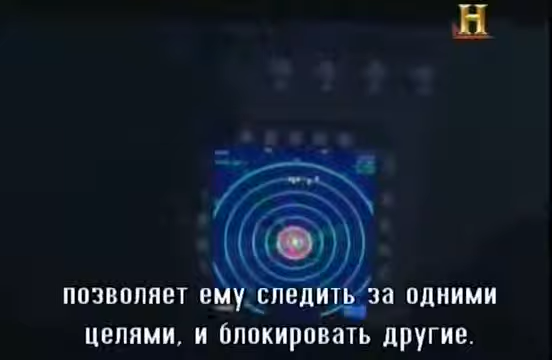 H
позволяет ему следить за одними
целями, и блокировать другие.